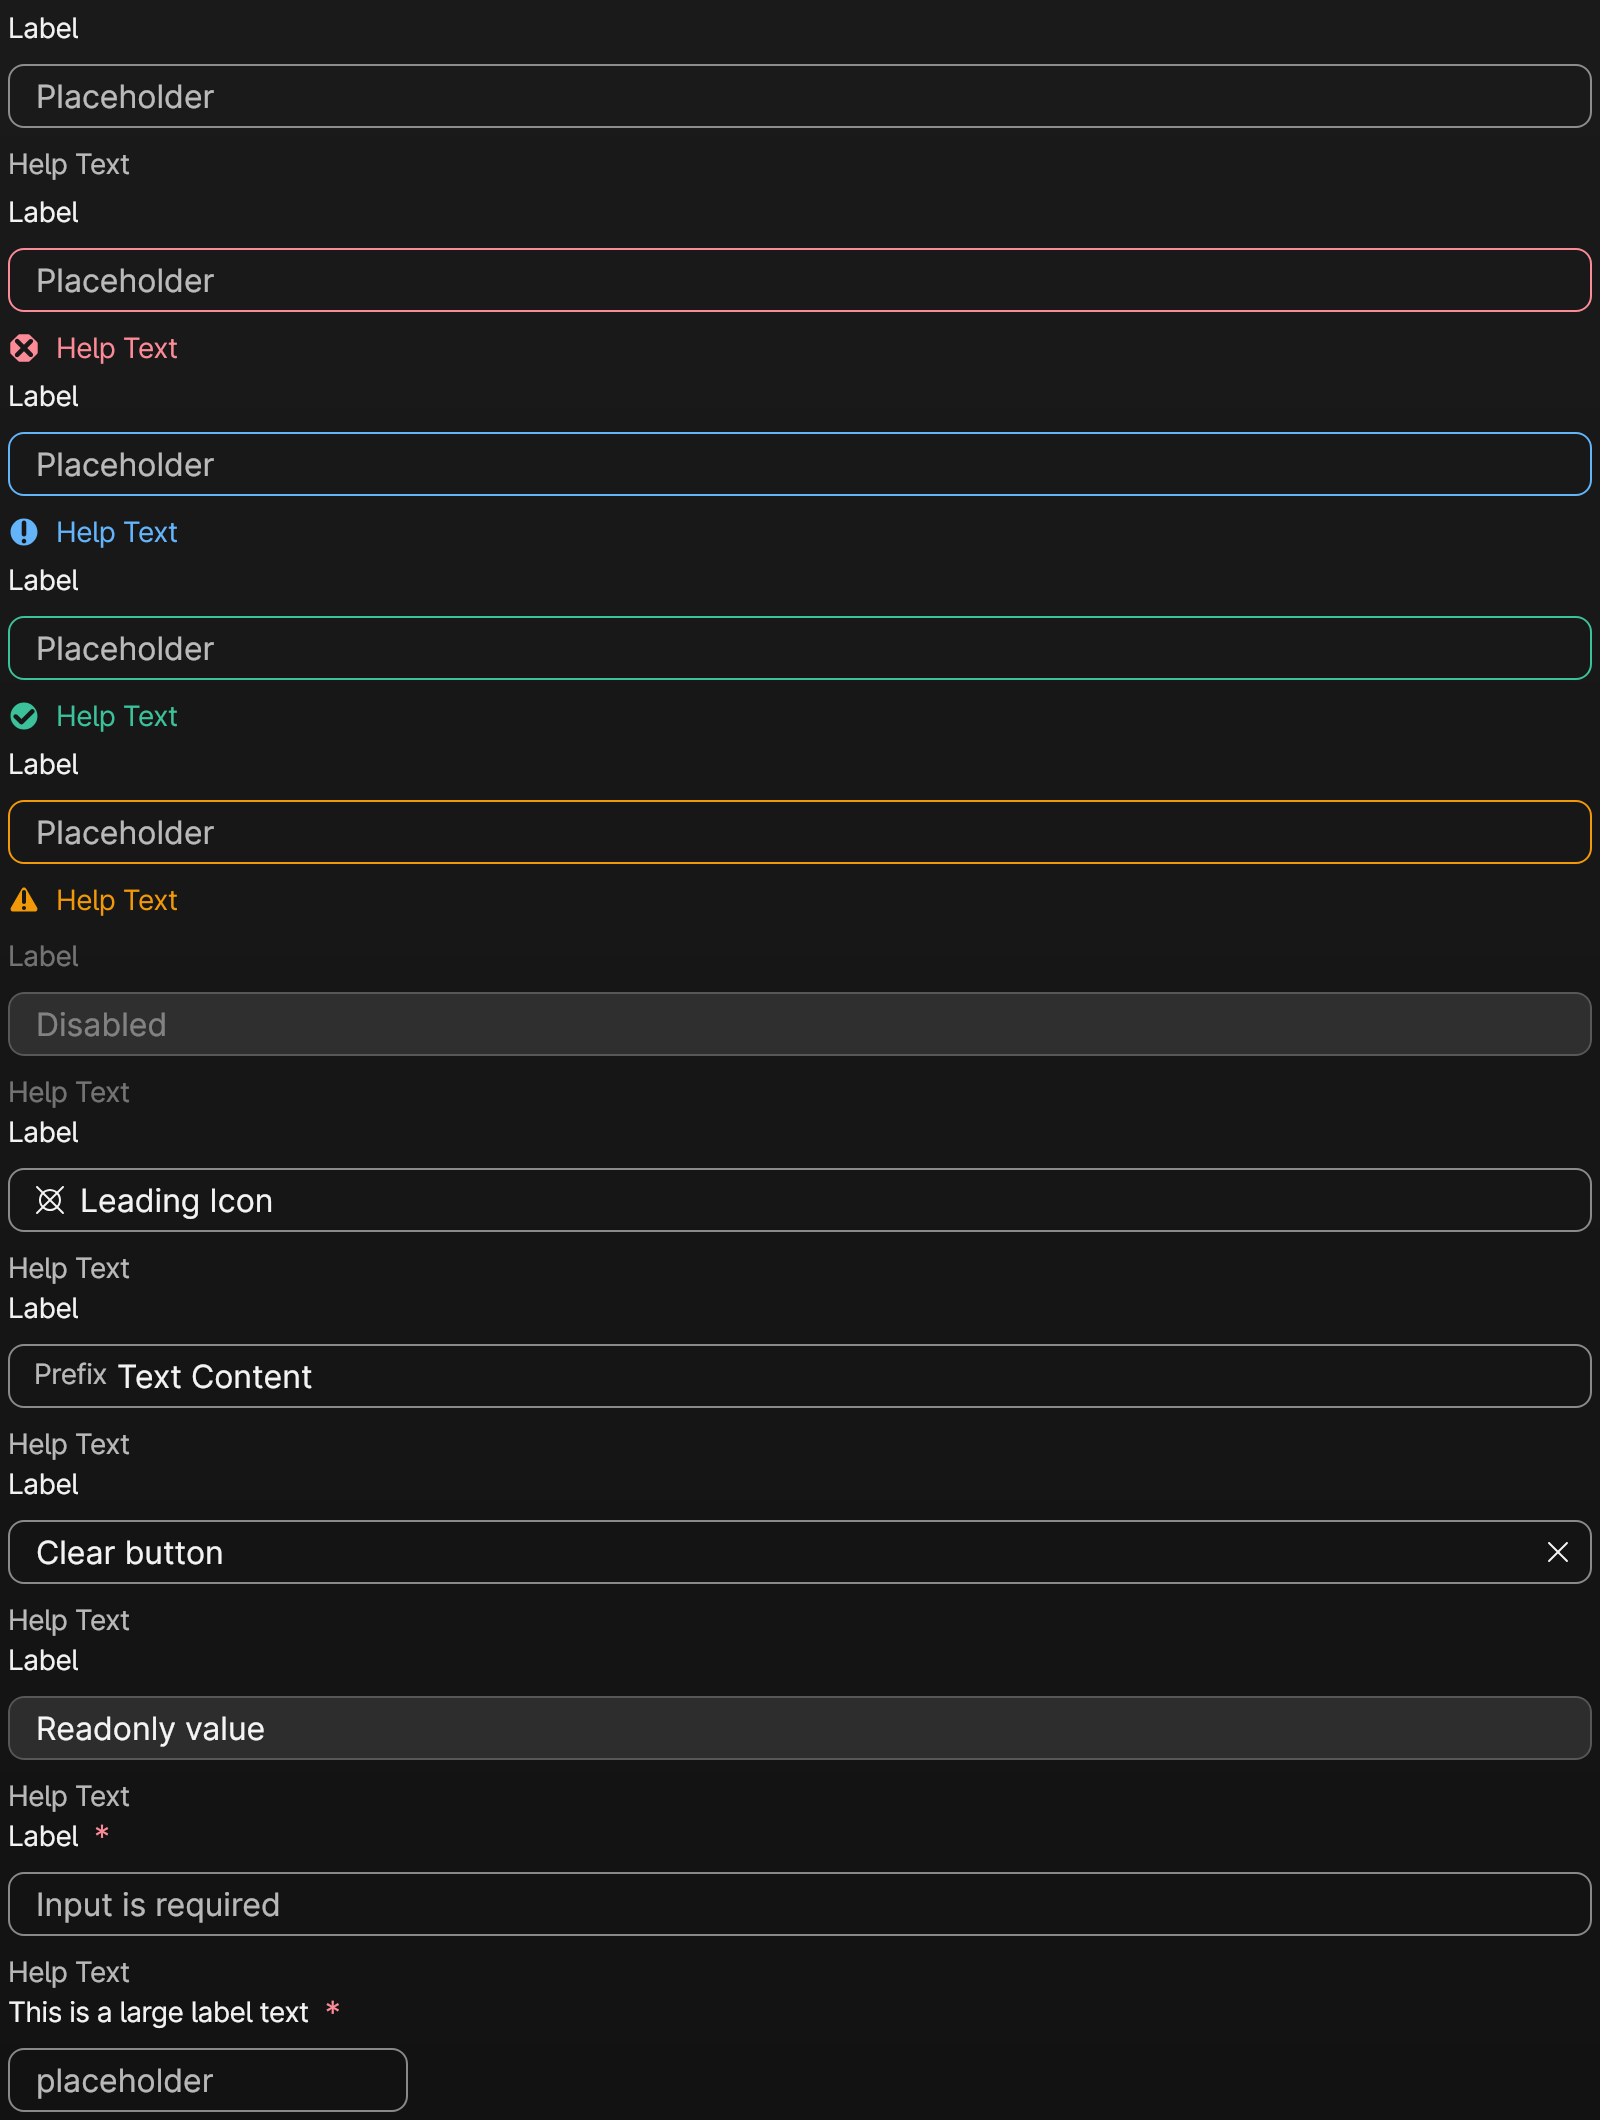 Label
Placeholder
Help Text
Label
Placeholder
Help Text
Label
Placeholder
Help Text
Label
Placeholder
Help Text
Label
Placeholder
Help Text
Label
Disabled
Help Text
Label
Leading Icon
Help Text
Label
Prefix Text Content
Help Text
Label
Clear button
Help Text
Label
Readonly value
Help Text
Label *
Input is required
Help Text
This is a large label text *
placeholder